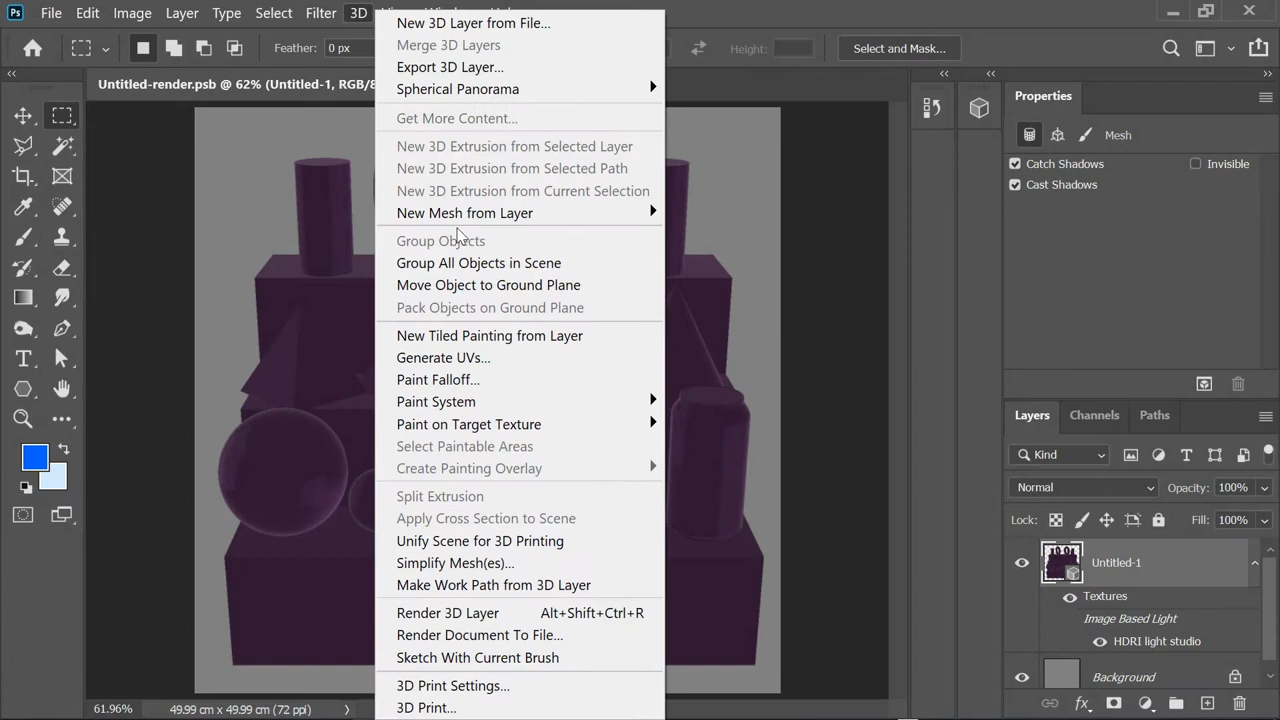 Ps File Edit Image Layer Type Select Filter 3D
Feather: 0 px
Height:
Select and Mask...
Untitled-render.psb @ 62% (Untitled-1, RGB/8
New 3D Layer from File...
Merge 3D Layers
Export 3D Layer...
Spherical Panorama
Get More Content...
New 3D Extrusion from Selected Layer
New 3D Extrusion from Selected Path
New 3D Extrusion from Current Selection
New Mesh from Layer
Group Objects
Group All Objects in Scene
Move Object to Ground Plane
Pack Objects on Ground Plane
New Tiled Painting from Layer
Generate UVs...
Paint Falloff...
Paint System
Paint on Target Texture
Select Paintable Areas
Create Painting Overlay
Split Extrusion
Apply Cross Section to Scene
Unify Scene for 3D Printing
Simplify Mesh(es)...
Make Work Path from 3D Layer
Render 3D Layer Alt+Shift+Ctrl+R
Render Document To File...
Sketch With Current Brush
3D Print Settings...
3D Print...
Properties
Mesh
Catch Shadows Invisible
Cast Shadows
Layers Channels Paths
Kind
Normal Opacity: 100%
Lock: Fill: 100%
Untitled-1
Textures
Image Based Light
HDRI light studio
Background
fx
61.96% 49.99 cm x 49.99 cm (72 ppi)